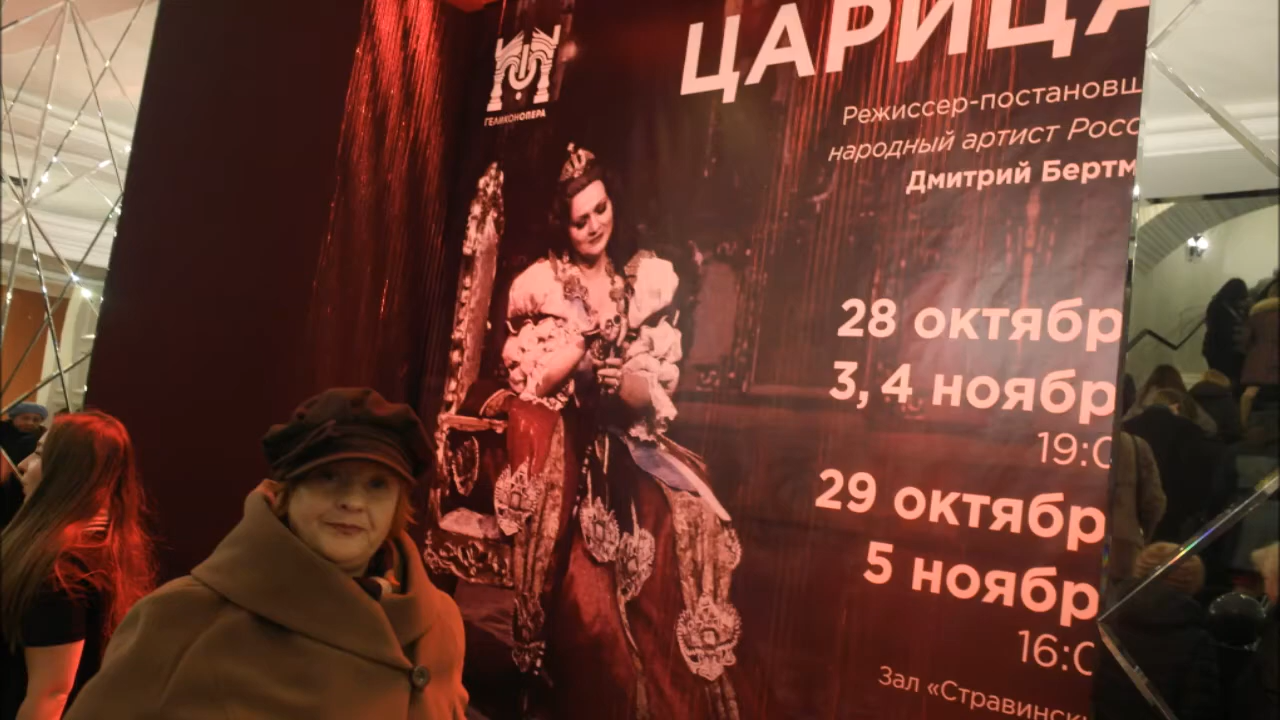 ГЕЛИКОНОПЕРА
ЦАРИЦА
Режиссер-постановщ
народный артист Росс
Дмитрий Бертм
28 октябр
3, 4 ноябр
19:0
29 октябр
5 ноябр
16:0
Зал «Стравинск